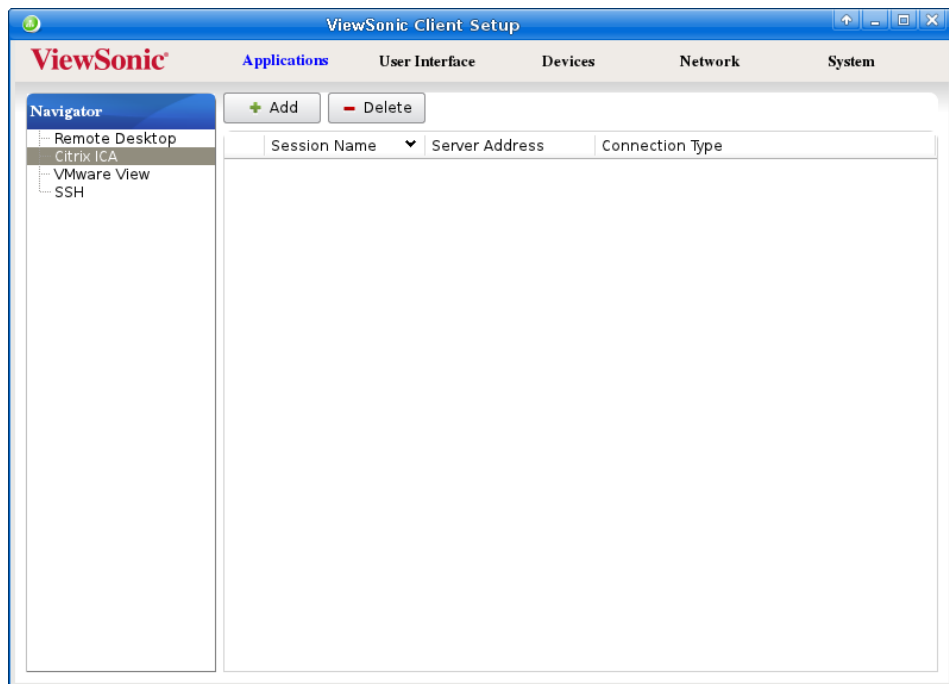 ViewSonic Client Setup
ViewSonic®
Applications User Interface Devices Network System
Navigator
Remote Desktop
Citrix ICA
VMware View
SSH
Add Delete
Session Name Server Address Connection Type